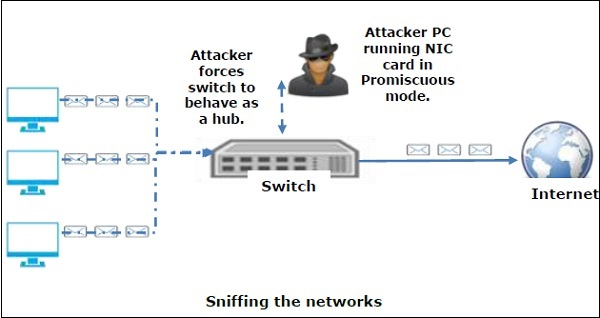 Attacker
forces
switch to
behave as
a hub.
Attacker PC
running NIC
card in
Promiscuous
mode.
Switch
Internet
Sniffing the networks